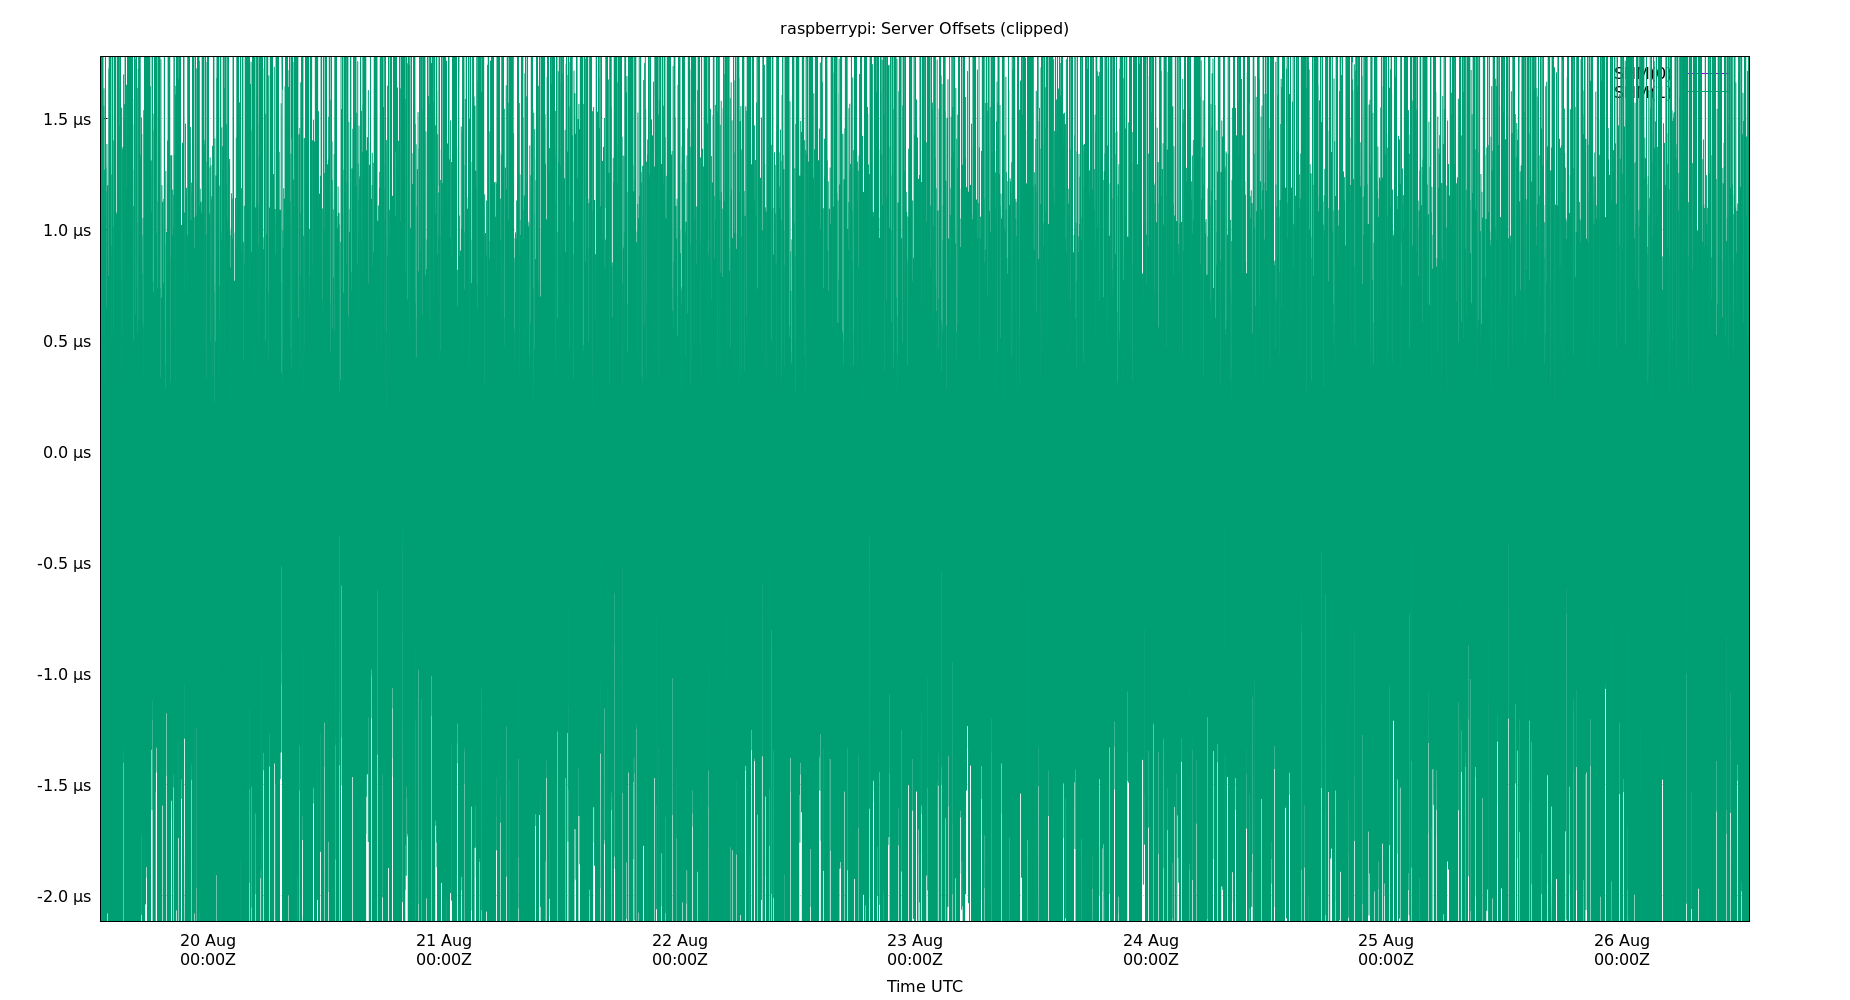 raspberrypi: Server Offsets (clipped)
SHM(0)
1.5 µs
1.0 µs
0.5 µs
0.0 µs
-0.5 µs
-1.0 µs
-1.5 µs
-2.0 µs
20 Aug 21 Aug 22 Aug 23 Aug 24 Aug 25 Aug 26 Aug
00:00Z 00:00Z 00:00Z 00:00Z 00:00Z 00:00Z 00:00Z
Time UTC